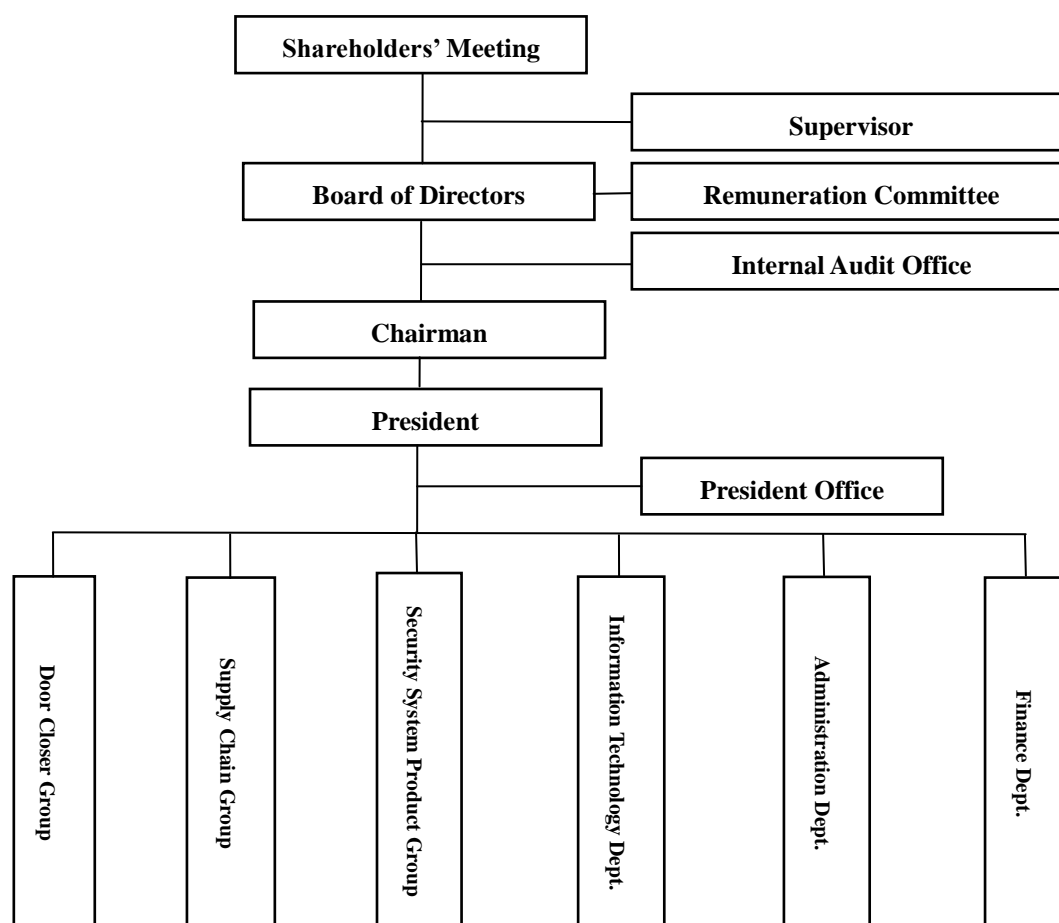 Shareholders’ Meeting
Supervisor
Board of Directors
Remuneration Committee
Internal Audit Office
Chairman
President
President Office
Door Closer Group
Supply Chain Group
Security System Product Group
Information Technology Dept.
Administration Dept.
Finance Dept.